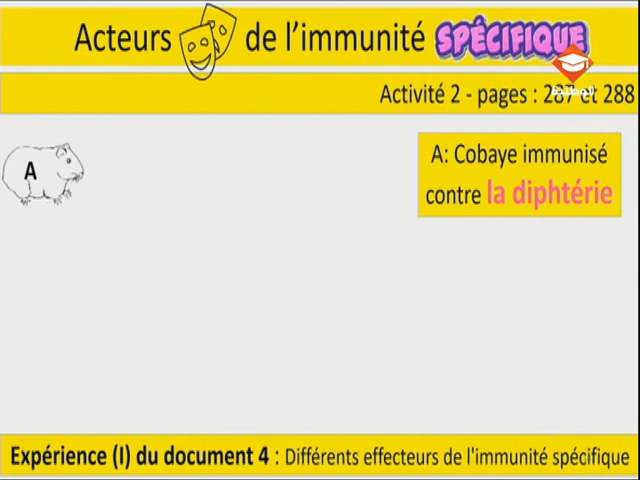 Acteurs de l'immunité SPÉCIFIQUE
الوطنية
Activité 2 - pages : 287 et 288
A
A: Cobaye immunisé
contre la diphtérie
Expérience (I) du document 4 : Différents effecteurs de l'immunité spécifique